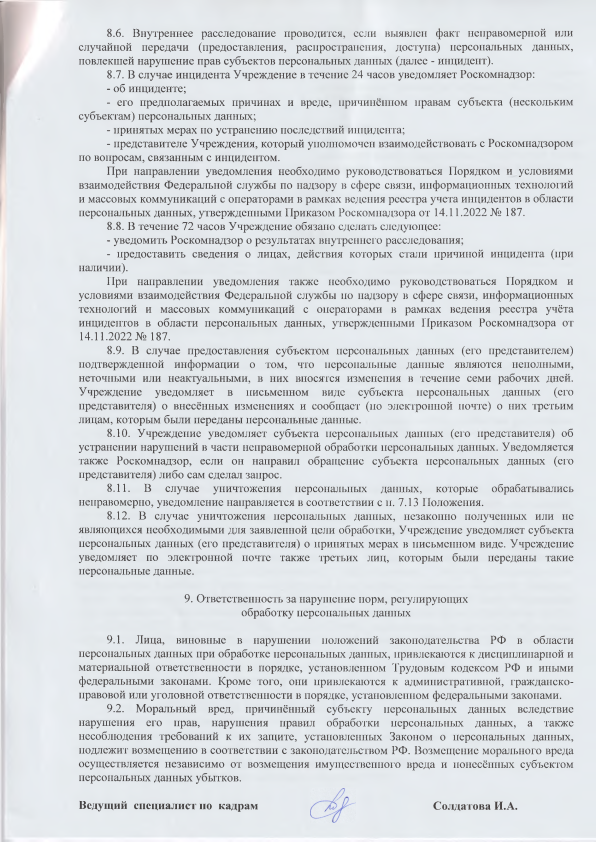 8.6. Внутреннее расследование проводится, если выявлен факт неправомерной или
случайной передачи (предоставления, распространения, доступа) персональных данных,
повлекшей нарушение прав субъектов персональных данных (далее - инцидент).
8.7. В случае инцидента Учреждение в течение 24 часов уведомляет Роскомнадзор:
- об инциденте;
- его предполагаемых причинах и вреде, причинённом правам субъекта (нескольким
субъектам) персональных данных;
- принятых мерах по устранению последствий инцидента;
- представителе Учреждения, который уполномочен взаимодействовать с Роскомнадзором
по вопросам, связанным с инцидентом.
При направлении уведомления необходимо руководствоваться Порядком и условиями
взаимодействия Федеральной службы по надзору в сфере связи, информационных технологий
и массовых коммуникаций с операторами в рамках ведения реестра учета инцидентов в области
персональных данных, утвержденными Приказом Роскомнадзора от 14.11.2022 № 187.
8.8. В течение 72 часов Учреждение обязано сделать следующее:
- уведомить Роскомнадзор о результатах внутреннего расследования;
- предоставить сведения о лицах, действия которых стали причиной инцидента (при
наличии).
При направлении уведомления также необходимо руководствоваться Порядком и
условиями взаимодействия Федеральной службы по надзору в сфере связи, информационных
технологий и массовых коммуникаций с операторами в рамках ведения реестра учёта
инцидентов в области персональных данных, утвержденными Приказом Роскомнадзора от
14.11.2022 № 187.
8.9. В случае предоставления субъектом персональных данных (его представителем)
подтвержденной информации о том, что персональные данные являются неполными,
неточными или неактуальными, в них вносятся изменения в течение семи рабочих дней.
Учреждение уведомляет в письменном виде субъекта персональных данных (его
представителя) о внесённых изменениях и сообщает (по электронной почте) о них третьим
лицам, которым были переданы персональные данные.
8.10. Учреждение уведомляет субъекта персональных данных (его представителя) об
устранении нарушений в части неправомерной обработки персональных данных. Уведомляется
также Роскомнадзор, если он направил обращение субъекта персональных данных (его
представителя) либо сам сделал запрос.
8.11. В случае уничтожения персональных данных, которые обрабатывались
неправомерно, уведомление направляется в соответствии с п. 7.13 Положения.
8.12. В случае уничтожения персональных данных, незаконно полученных или не
являющихся необходимыми для заявленной цели обработки, Учреждение уведомляет субъекта
персональных данных (его представителя) о принятых мерах в письменном виде. Учреждение
уведомляет по электронной почте также третьих лиц, которым были переданы такие
персональные данные.
9. Ответственность за нарушение норм, регулирующих
обработку персональных данных
9.1. Лица, виновные в нарушении положений законодательства РФ в области
персональных данных при обработке персональных данных, привлекаются к дисциплинарной и
материальной ответственности в порядке, установленном Трудовым кодексом РФ и иными
федеральными законами. Кроме того, они привлекаются к административной, гражданско-
правовой или уголовной ответственности в порядке, установленном федеральными законами.
9.2. Моральный вред, причинённый субъекту персональных данных вследствие
нарушения его прав, нарушения правил обработки персональных данных, а также
несоблюдения требований к их защите, установленных Законом о персональных данных,
подлежит возмещению в соответствии с законодательством РФ. Возмещение морального вреда
осуществляется независимо от возмещения имущественного вреда и понесённых субъектом
персональных данных убытков.
Ведущий специалист по кадрам Солдатова И.А.